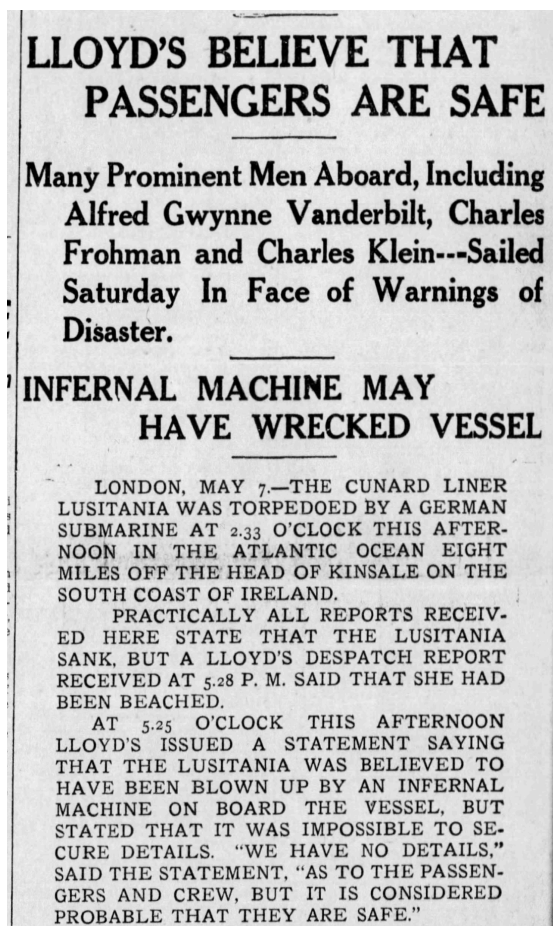 LLOYD'S BELIEVE THAT
PASSENGERS ARE SAFE
Many Prominent Men Aboard, Including
Alfred Gwynne Vanderbilt, Charles
Frohman and Charles Klein---Sailed
Saturday In Face of Warnings of
Disaster.
INFERNAL MACHINE MAY
HAVE WRECKED VESSEL
LONDON, MAY 7.—THE CUNARD LINER
LUSITANIA WAS TORPEDOED BY A GERMAN
SUBMARINE AT 2.33 O'CLOCK THIS AFTER-
NOON IN THE ATLANTIC OCEAN EIGHT
MILES OFF THE HEAD OF KINSALE ON THE
SOUTH COAST OF IRELAND.
PRACTICALLY ALL REPORTS RECEIV-
ED HERE STATE THAT THE LUSITANIA
SANK, BUT A LLOYD'S DESPATCH REPORT
RECEIVED AT 5.28 P. M. SAID THAT SHE HAD
BEEN BEACHED.
AT 5.25 O'CLOCK THIS AFTERNOON
LLOYD'S ISSUED A STATEMENT SAYING
THAT THE LUSITANIA WAS BELIEVED TO
HAVE BEEN BLOWN UP BY AN INFERNAL
MACHINE ON BOARD THE VESSEL, BUT
STATED THAT IT WAS IMPOSSIBLE TO SE-
CURE DETAILS. "WE HAVE NO DETAILS,"
SAID THE STATEMENT, "AS TO THE PASSEN-
GERS AND CREW, BUT IT IS CONSIDERED
PROBABLE THAT THEY ARE SAFE."